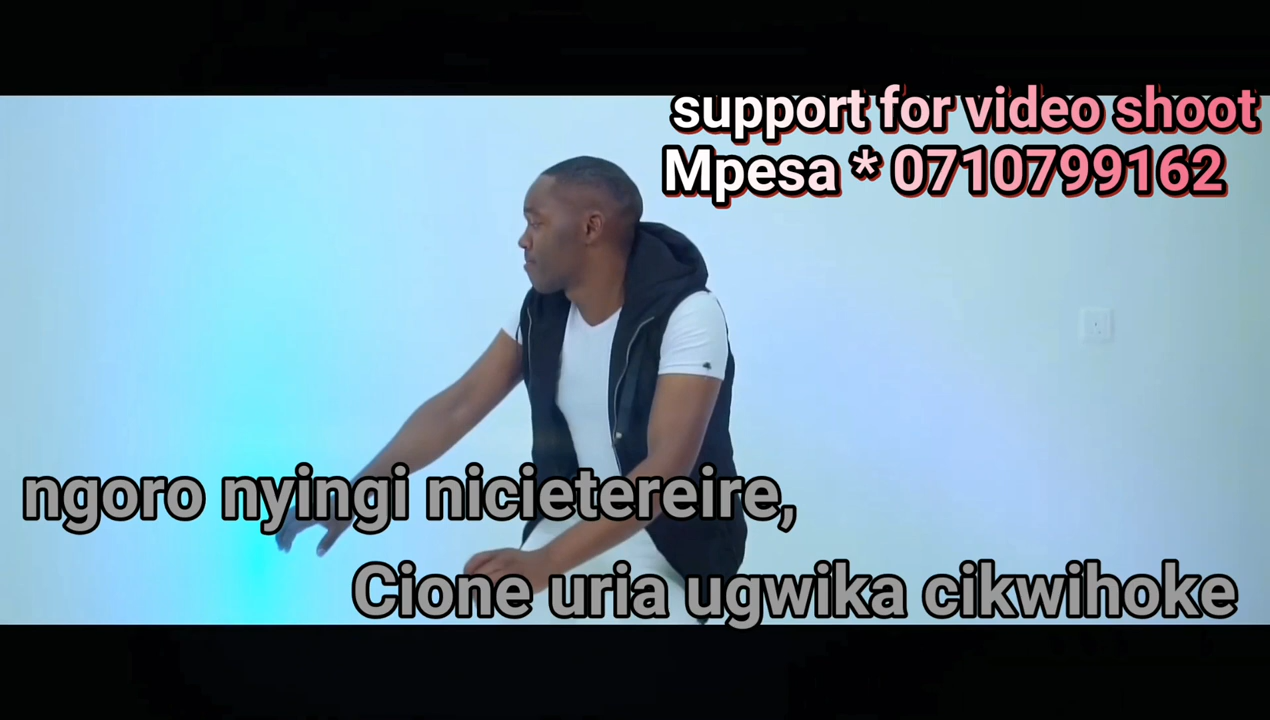 support for video shoot
Mpesa * 0710799162
ngoro nyingi nicietereire,
Cione uria ugwika cikwihoke